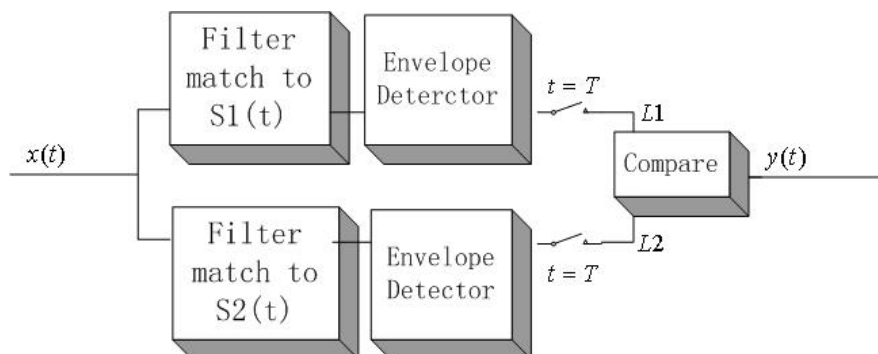 Filter
match to
S1(t)
Envelope
Deterctor
t = T
L1
x(t)
Compare
y(t)
Filter
match to
S2(t)
Envelope
Detector
L2
t = T